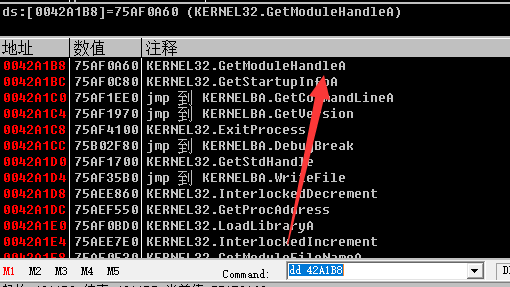 ds:[0042A1B8]=75AF0A60 (KERNEL32.GetModuleHandleA)
地址 数值 注释
0042A1B8 75AF0A60 KERNEL32.GetModuleHandleA
0042A1BC 75AF0C80 KERNEL32.GetStartupInfoA
0042A1C0 75AF1EE0 jmp 到 KERNELBA.GetCommandLineA
0042A1C4 75AF1970 jmp 到 KERNELBA.GetVersion
0042A1C8 75AF4100 KERNEL32.ExitProcess
0042A1CC 75B02F80 jmp 到 KERNELBA.DebugBreak
0042A1D0 75AF1700 KERNEL32.GetStdHandle
0042A1D4 75AF35B0 jmp 到 KERNELBA.WriteFile
0042A1D8 75AEE860 KERNEL32.InterlockedDecrement
0042A1DC 75AEF550 KERNEL32.GetProcAddress
0042A1E0 75AF0BD0 KERNEL32.LoadLibraryA
0042A1E4 75AEE7E0 KERNEL32.InterlockedIncrement
KERNEL32.GetModuleFileNameA
M1 M2 M3 M4 M5 Command: dd 42A1B8